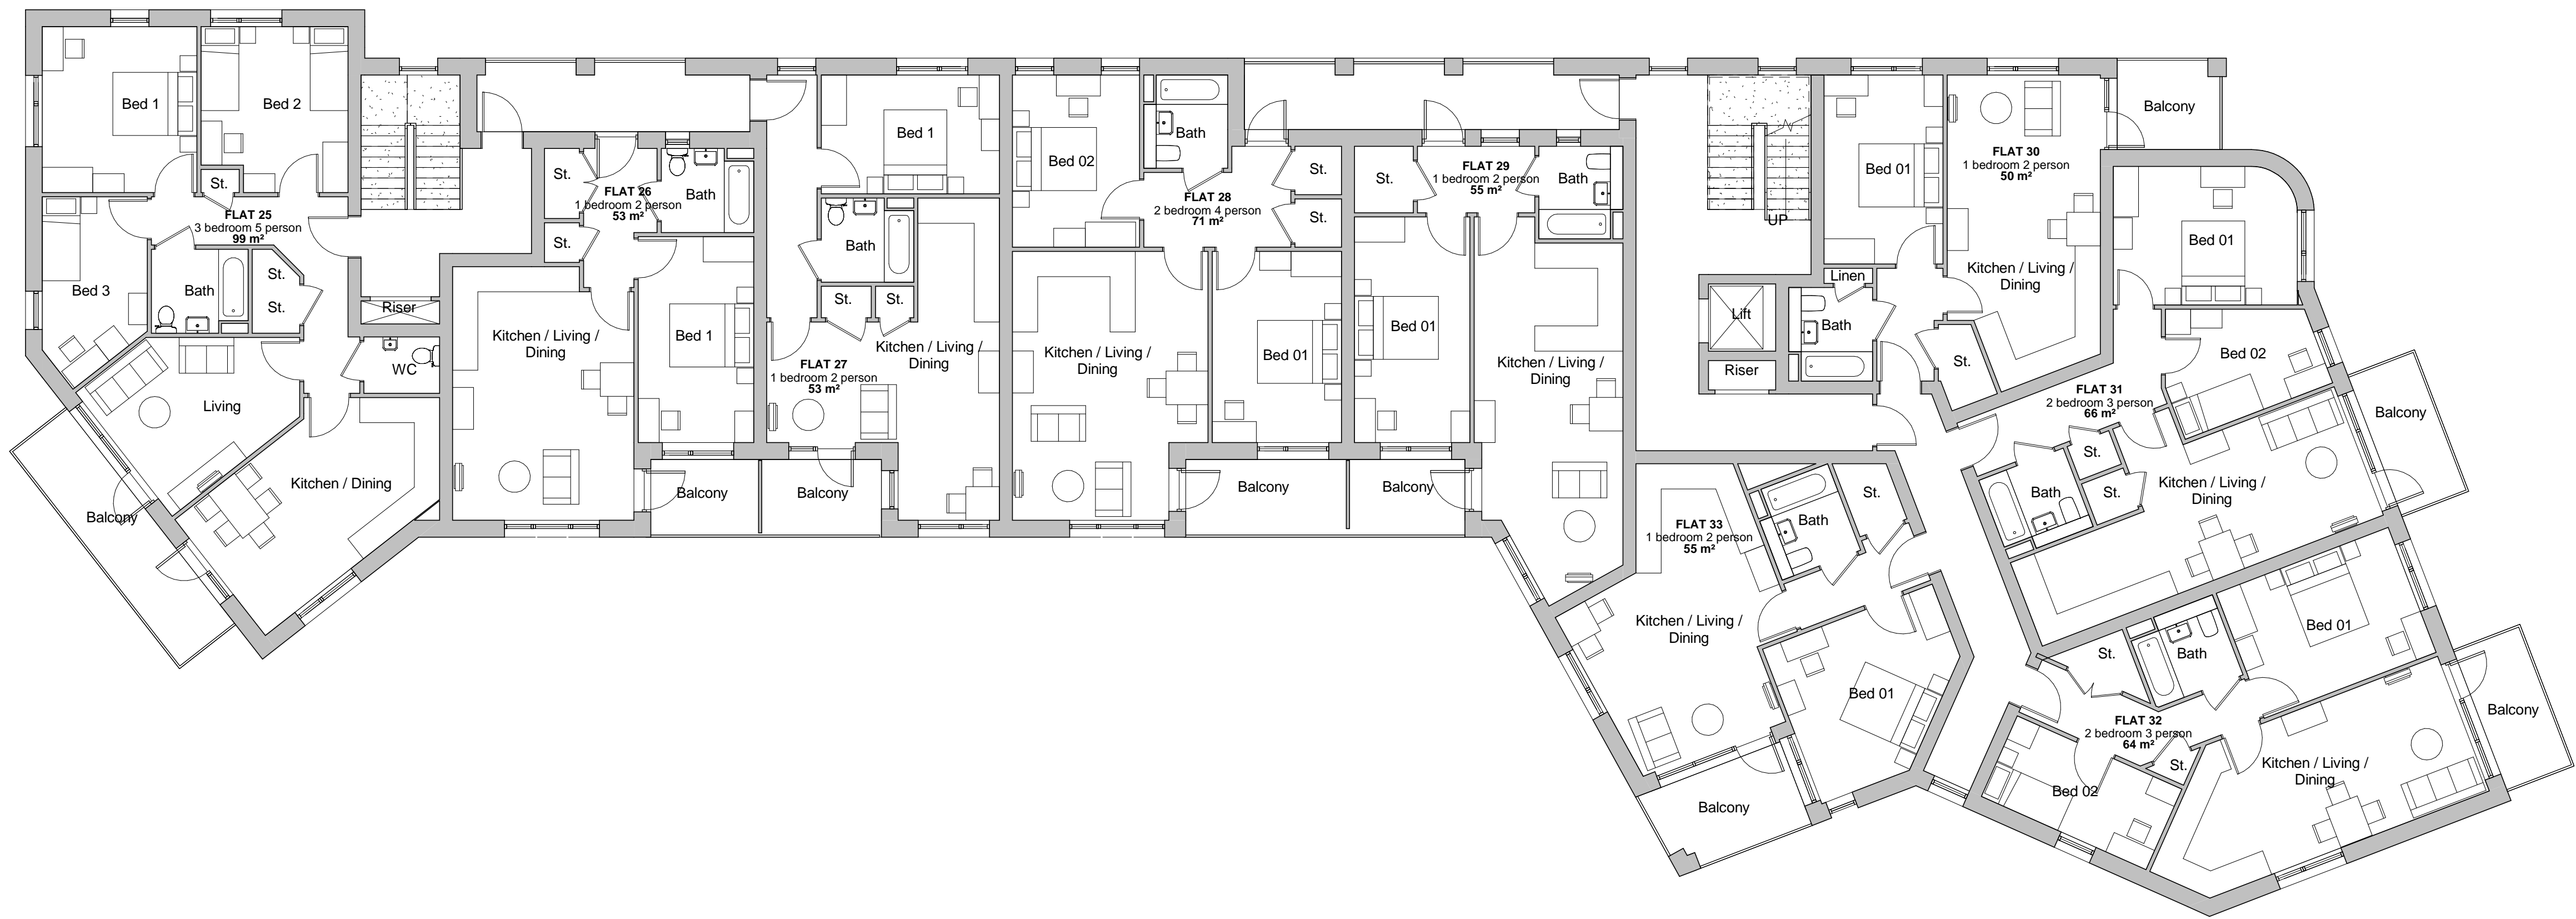 Bed 1
Bed 2
St.
FLAT 25
3 bedroom 5 person
99 m²
Bed 3
Bath
St.
St.
Riser
WC
Living
Kitchen / Dining
Balcony
St.
FLAT 26
1 bedroom 2 person
53 m²
Bath
St.
Kitchen / Living /
Dining
Bed 1
Balcony
Bed 1
Bath
St.
St.
Kitchen / Living /
Dining
FLAT 27
1 bedroom 2 person
53 m²
Balcony
Bed 02
Bath
St.
FLAT 28
2 bedroom 4 person
71 m²
St.
Kitchen / Living /
Dining
Bed 01
Balcony
St.
FLAT 29
1 bedroom 2 person
55 m²
Bath
Bed 01
Kitchen / Living /
Dining
Balcony
UP
Lift
Riser
Bed 01
FLAT 30
1 bedroom 2 person
50 m²
Balcony
Linen
Bath
Kitchen / Living /
Dining
St.
Bed 01
Bed 02
FLAT 31
2 bedroom 3 person
66 m²
Balcony
St.
Bath
St.
Kitchen / Living /
Dining
FLAT 33
1 bedroom 2 person
55 m²
Bath
St.
Kitchen / Living /
Dining
Bed 01
Balcony
Bed 01
St.
Bath
FLAT 32
2 bedroom 3 person
64 m²
St.
Bed 02
Kitchen / Living /
Dining
Balcony